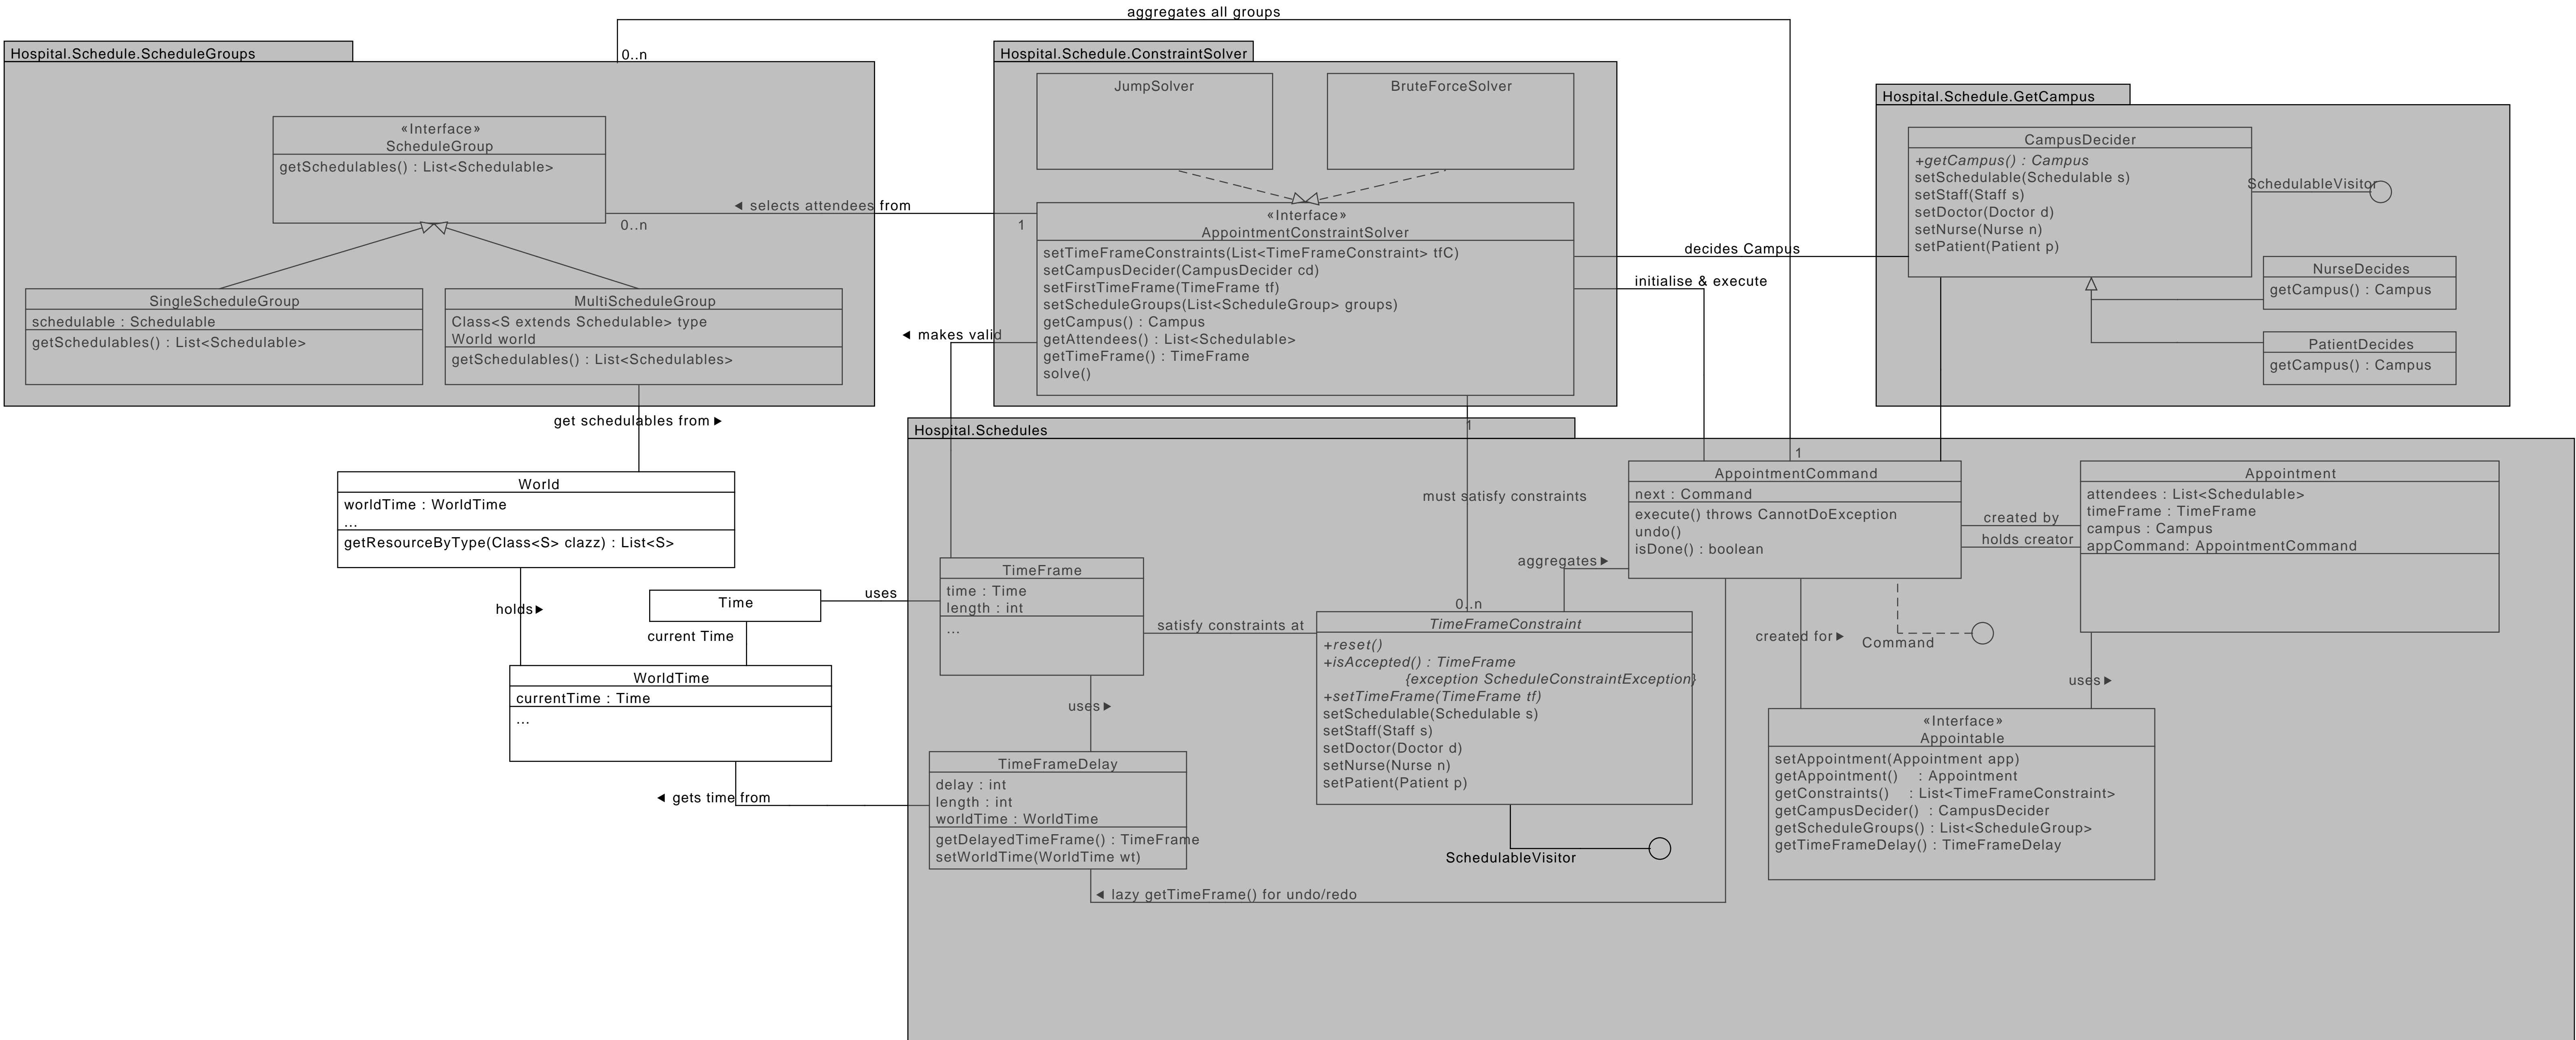 aggregates all groups
Hospital.Schedule.ScheduleGroups
0..n
«Interface»
ScheduleGroup
getSchedulables() : List<Schedulable>
SingleScheduleGroup
schedulable : Schedulable
getSchedulables() : List<Schedulable>
MultiScheduleGroup
Class<S extends Schedulable> type
World world
getSchedulables() : List<Schedulables>
◄ selects attendees from
0..n
1
Hospital.Schedule.ConstraintSolver
JumpSolver
BruteForceSolver
«Interface»
AppointmentConstraintSolver
setTimeFrameConstraints(List<TimeFrameConstraint> tfC)
setCampusDecider(CampusDecider cd)
setFirstTimeFrame(TimeFrame tf)
setScheduleGroups(List<ScheduleGroup> groups)
getCampus() : Campus
getAttendees() : List<Schedulable>
getTimeFrame() : TimeFrame
solve()
◄ makes valid
decides Campus
initialise & execute
Hospital.Schedule.GetCampus
CampusDecider
+getCampus() : Campus
setSchedulable(Schedulable s)
setStaff(Staff s)
setDoctor(Doctor d)
setNurse(Nurse n)
setPatient(Patient p)
SchedulableVisitor
NurseDecides
getCampus() : Campus
PatientDecides
getCampus() : Campus
get schedulables from ►
World
worldTime : WorldTime
...
getResourceByType(Class<S> clazz) : List<S>
holds►
Time
uses
current Time
WorldTime
currentTime : Time
...
◄ gets time from
Hospital.Schedules
1
1
must satisfy constraints
TimeFrame
time : Time
length : int
...
satisfy constraints at
uses ►
TimeFrameDelay
delay : int
length : int
worldTime : WorldTime
getDelayedTimeFrame() : TimeFrame
setWorldTime(WorldTime wt)
◄ lazy getTimeFrame() for undo/redo
aggregates ►
0..n
TimeFrameConstraint
+reset()
+isAccepted() : TimeFrame
{exception ScheduleConstraintException}
+setTimeFrame(TimeFrame tf)
setSchedulable(Schedulable s)
setStaff(Staff s)
setDoctor(Doctor d)
setNurse(Nurse n)
setPatient(Patient p)
SchedulableVisitor
AppointmentCommand
next : Command
execute() throws CannotDoException
undo()
isDone() : boolean
created by
holds creator
Appointment
attendees : List<Schedulable>
timeFrame : TimeFrame
campus : Campus
appCommand: AppointmentCommand
created for ►
Command
uses ►
«Interface»
Appointable
setAppointment(Appointment app)
getAppointment() : Appointment
getConstraints() : List<TimeFrameConstraint>
getCampusDecider() : CampusDecider
getScheduleGroups() : List<ScheduleGroup>
getTimeFrameDelay() : TimeFrameDelay